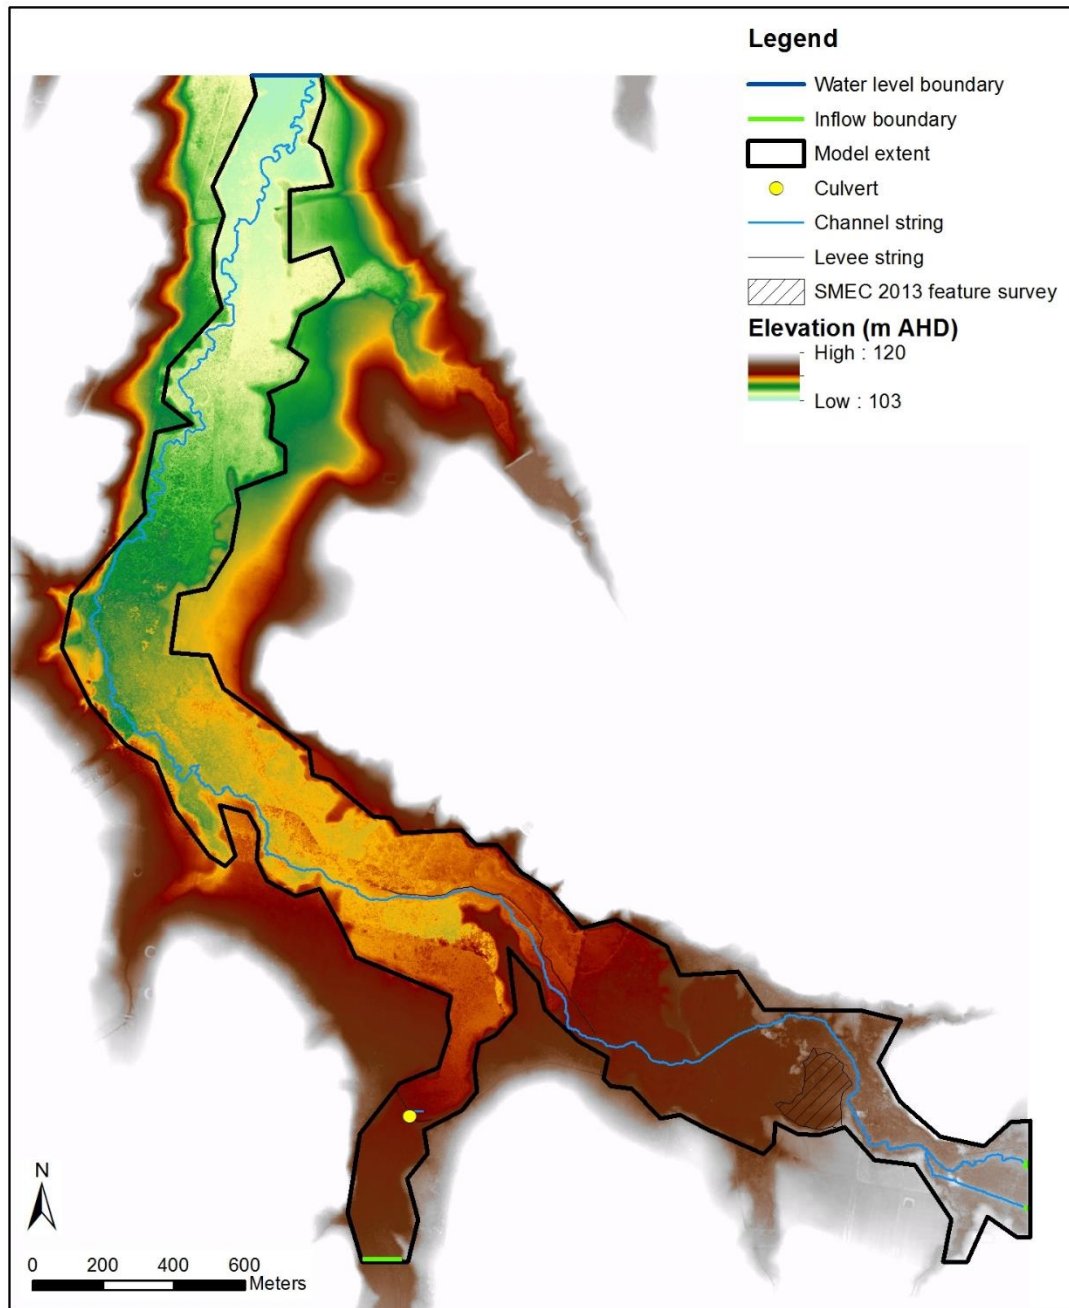 Legend
Water level boundary
Inflow boundary
Model extent
Culvert
Channel string
Levee string
SMEC 2013 feature survey
Elevation (m AHD)
High : 120
Low : 103
N
0 200 400 600
Meters